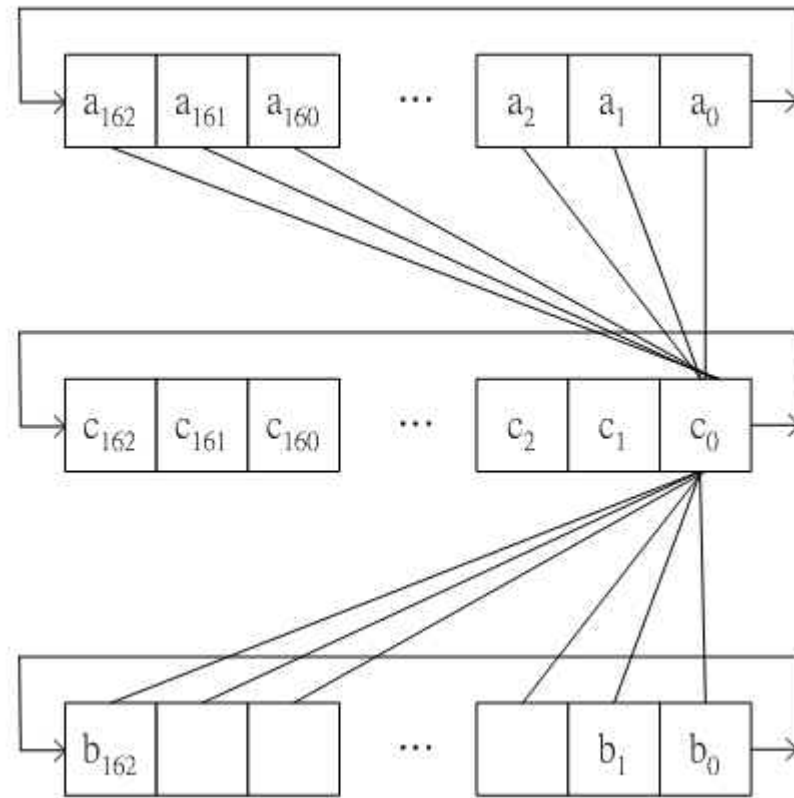 a₁₆₂ a₁₆₁ a₁₆₀ ··· a₂ a₁ a₀
c₁₆₂ c₁₆₁ c₁₆₀ ··· c₂ c₁ c₀
b₁₆₂ ··· b₁ b₀